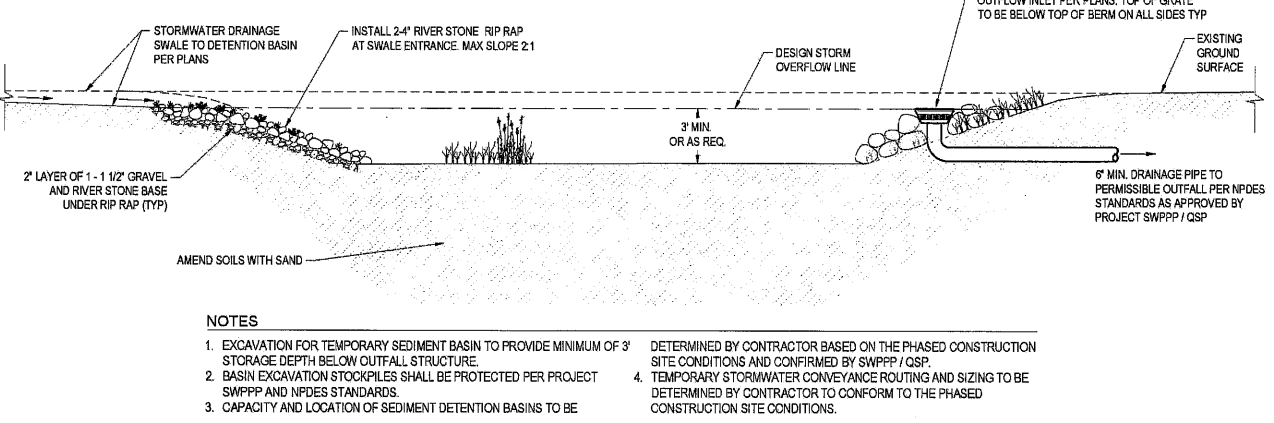 OUTFLOW INLET PER PLANS. TOP OF GRATE
TO BE BELOW TOP OF BERM ON ALL SIDES TYP
STORMWATER DRAINAGE
SWALE TO DETENTION BASIN
PER PLANS
INSTALL 2-4" RIVER STONE RIP RAP
AT SWALE ENTRANCE. MAX SLOPE 2:1
DESIGN STORM
OVERFLOW LINE
EXISTING
GROUND
SURFACE
3' MIN.
OR AS REQ.
2" LAYER OF 1 - 1 1/2" GRAVEL
AND RIVER STONE BASE
UNDER RIP RAP (TYP)
6" MIN. DRAINAGE PIPE TO
PERMISSIBLE OUTFALL PER NPDES
STANDARDS AS APPROVED BY
PROJECT SWPPP / QSP
AMEND SOILS WITH SAND
NOTES
1. EXCAVATION FOR TEMPORARY SEDIMENT BASIN TO PROVIDE MINIMUM OF 3'
STORAGE DEPTH BELOW OUTFALL STRUCTURE.
2. BASIN EXCAVATION STOCKPILES SHALL BE PROTECTED PER PROJECT
SWPPP AND NPDES STANDARDS.
3. CAPACITY AND LOCATION OF SEDIMENT DETENTION BASINS TO BE
DETERMINED BY CONTRACTOR BASED ON THE PHASED CONSTRUCTION
SITE CONDITIONS AND CONFIRMED BY SWPPP / QSP.
4. TEMPORARY STORMWATER CONVEYANCE ROUTING AND SIZING TO BE
DETERMINED BY CONTRACTOR TO CONFORM TO THE PHASED
CONSTRUCTION SITE CONDITIONS.